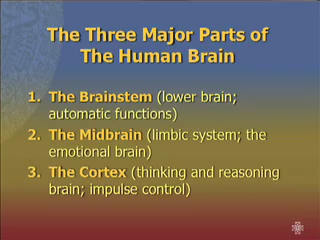 The Three Major Parts of
The Human Brain
1. The Brainstem (lower brain;
automatic functions)
2. The Midbrain (limbic system; the
emotional brain)
3. The Cortex (thinking and reasoning
brain; impulse control)